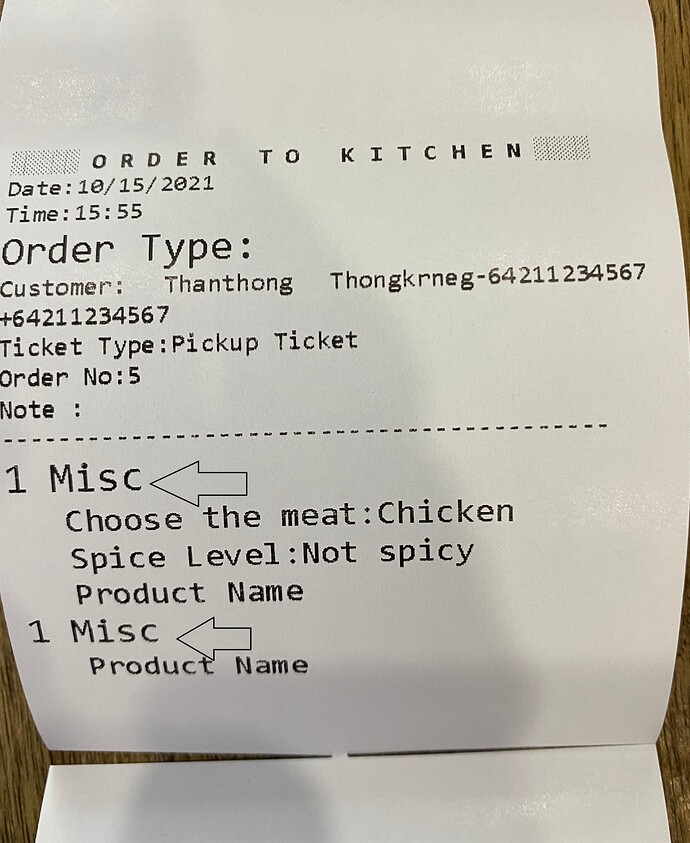 ORDER TO KITCHEN
Date:10/15/2021
Time:15:55
Order Type:
Customer: Thanthong Thongkrneg-64211234567
+64211234567
Ticket Type:Pickup Ticket
Order No:5
Note :
------------------------------------------
1 Misc
Choose the meat:Chicken
Spice Level:Not spicy
Product Name
1 Misc
Product Name